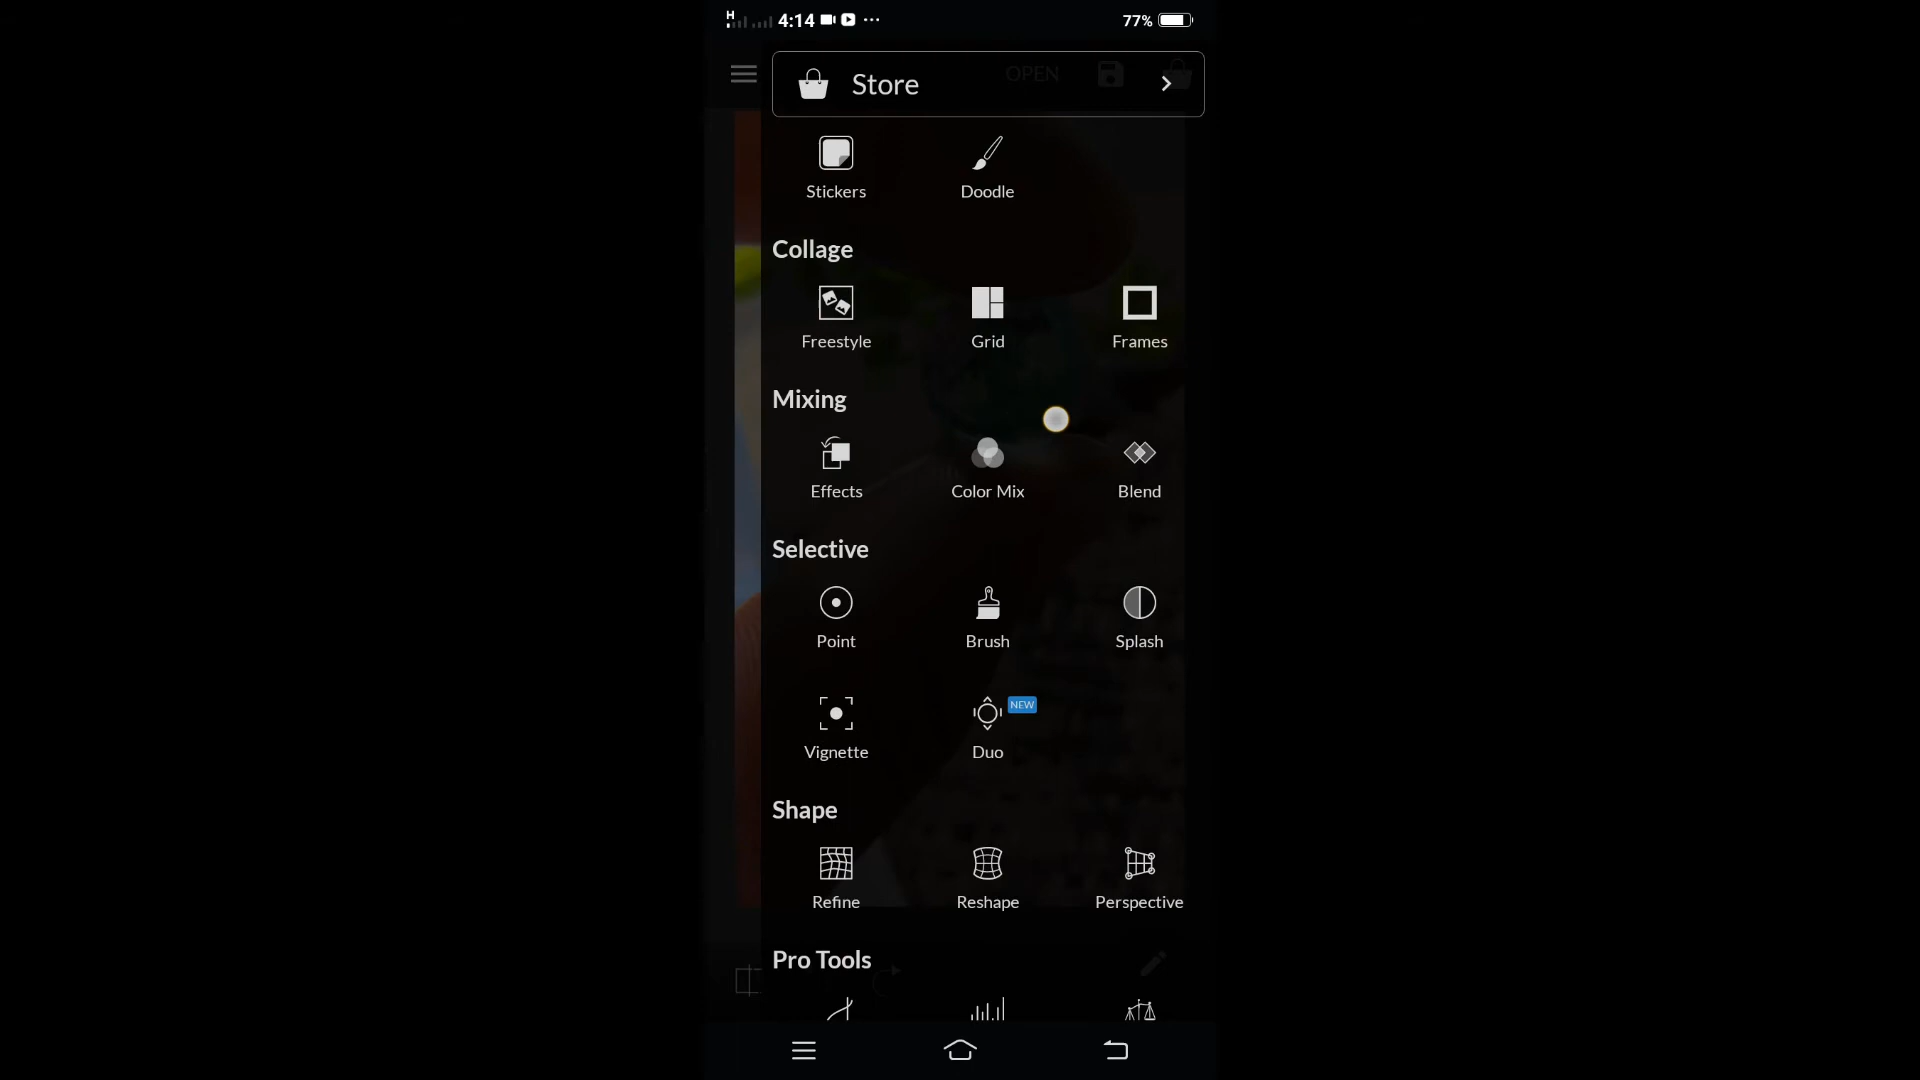 H 4:14 77%
OPEN
Store
Stickers Doodle
Collage
Freestyle Grid Frames
Mixing
Effects Color Mix Blend
Selective
Point Brush Splash
NEW
Vignette Duo
Shape
Refine Reshape Perspective
Pro Tools